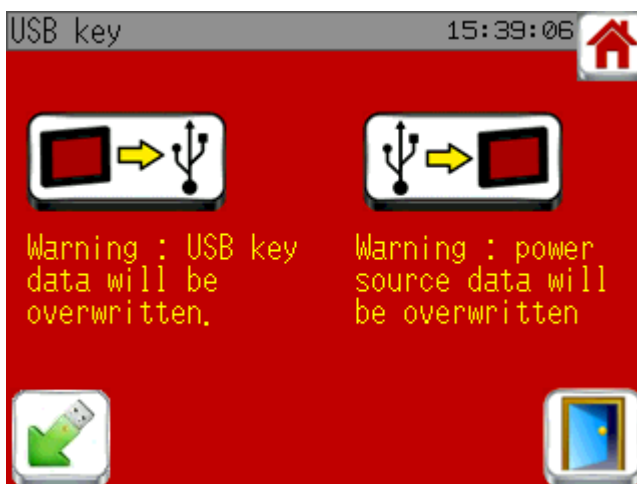 USB key
15:39:06
Warning : USB key
data will be
overwritten.
Warning : power
source data will
be overwritten